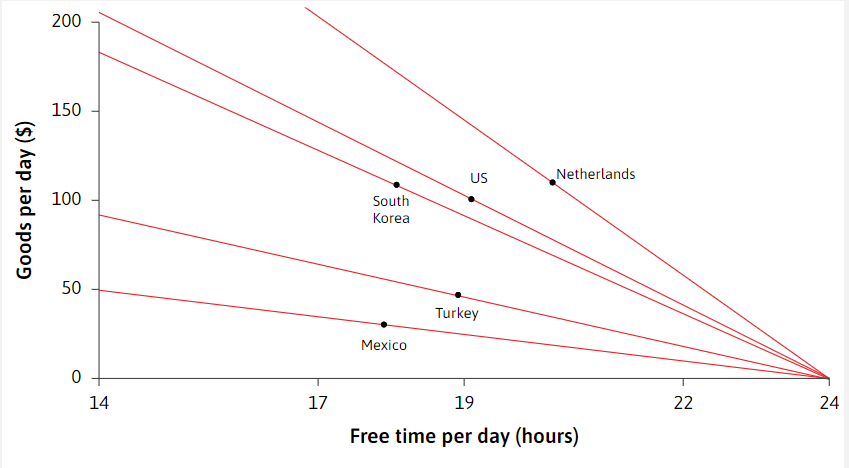 200
150
100
50
0
Goods per day ($)
Netherlands
US
South
Korea
Turkey
Mexico
14
17
19
22
24
Free time per day (hours)